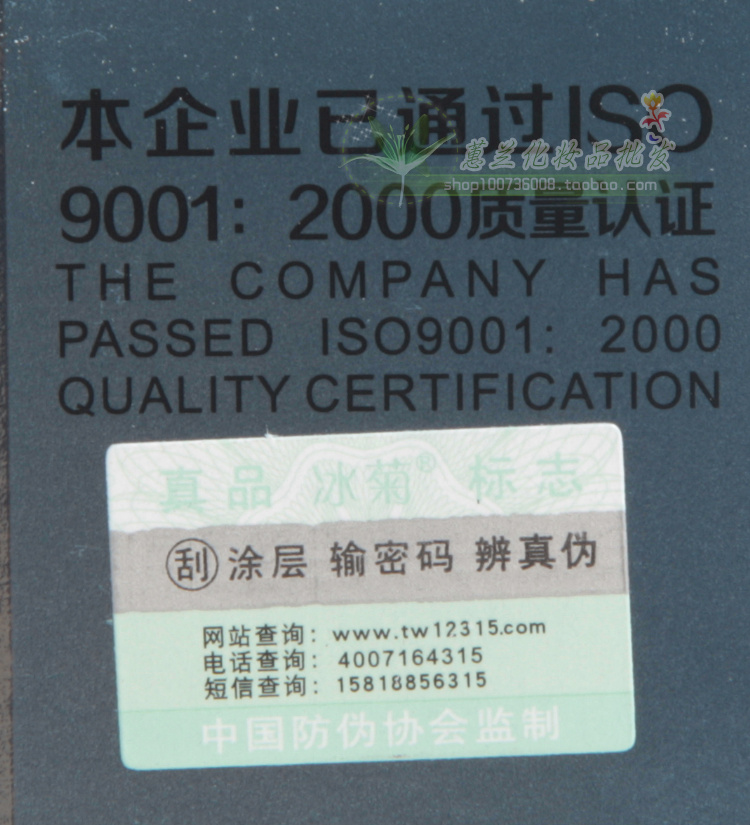 本企业已通过ISO
蕙兰化妆品批发
shop100736008.taobao.com
9001：2000质量认证
THE COMPANY HAS
PASSED ISO9001：2000
QUALITY CERTIFICATION
真品 冰菊® 标志
刮 涂层 输密码 辨真伪
网站查询：www.tw12315.com
电话查询：4007164315
短信查询：15818856315
中国防伪协会监制